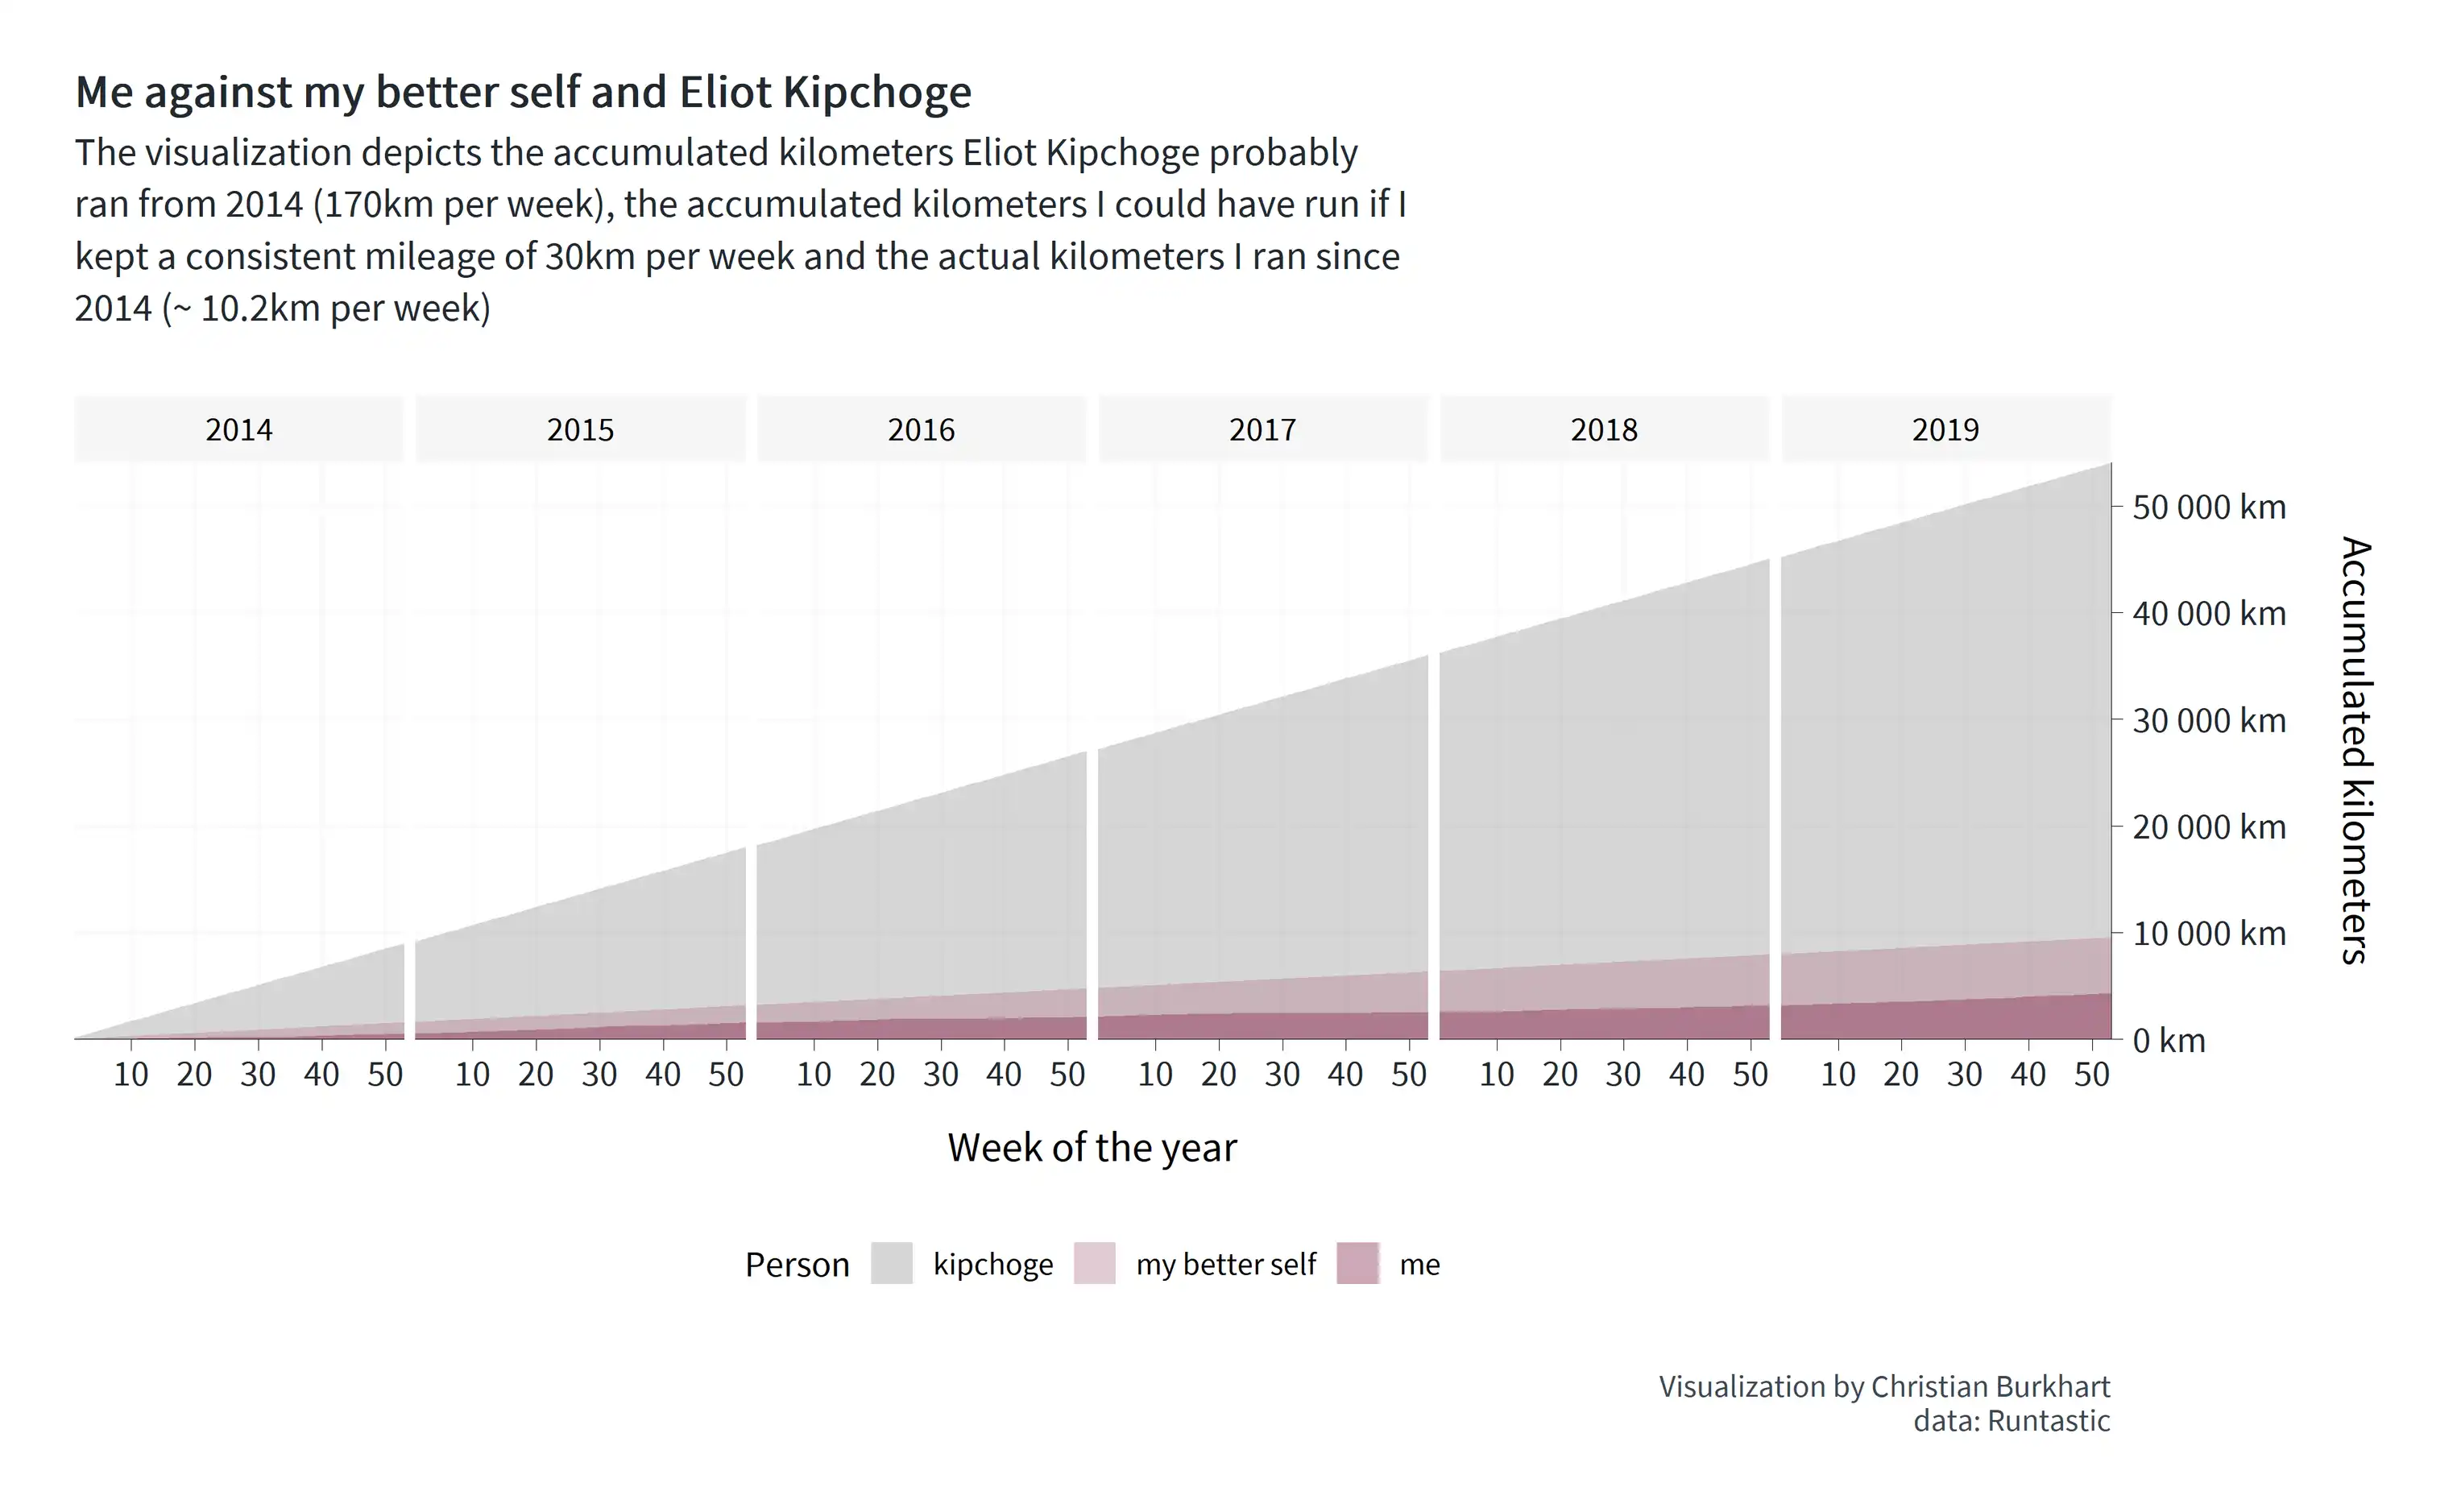 Me against my better self and Eliot Kipchoge
The visualization depicts the accumulated kilometers Eliot Kipchoge probably
ran from 2014 (170km per week), the accumulated kilometers I could have run if I
kept a consistent mileage of 30km per week and the actual kilometers I ran since
2014 (~ 10.2km per week)
2014 2015 2016 2017 2018 2019
50 000 km
40 000 km
30 000 km
20 000 km
10 000 km
0 km
Accumulated kilometers
10 20 30 40 50 10 20 30 40 50 10 20 30 40 50 10 20 30 40 50 10 20 30 40 50 10 20 30 40 50
Week of the year
Person kipchoge my better self me
Visualization by Christian Burkhart
data: Runtastic